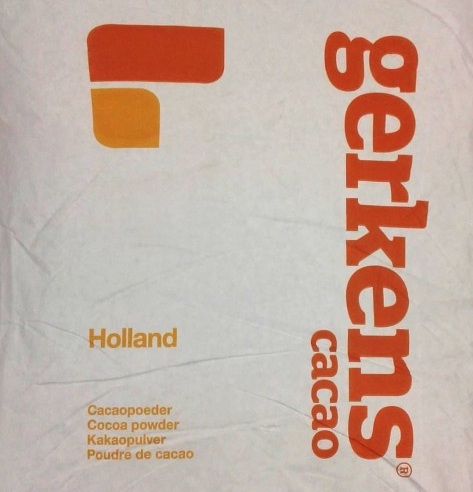 gerkens
cacao
®
Holland
Cacaopoeder
Cocoa powder
Kakaopulver
Poudre de cacao